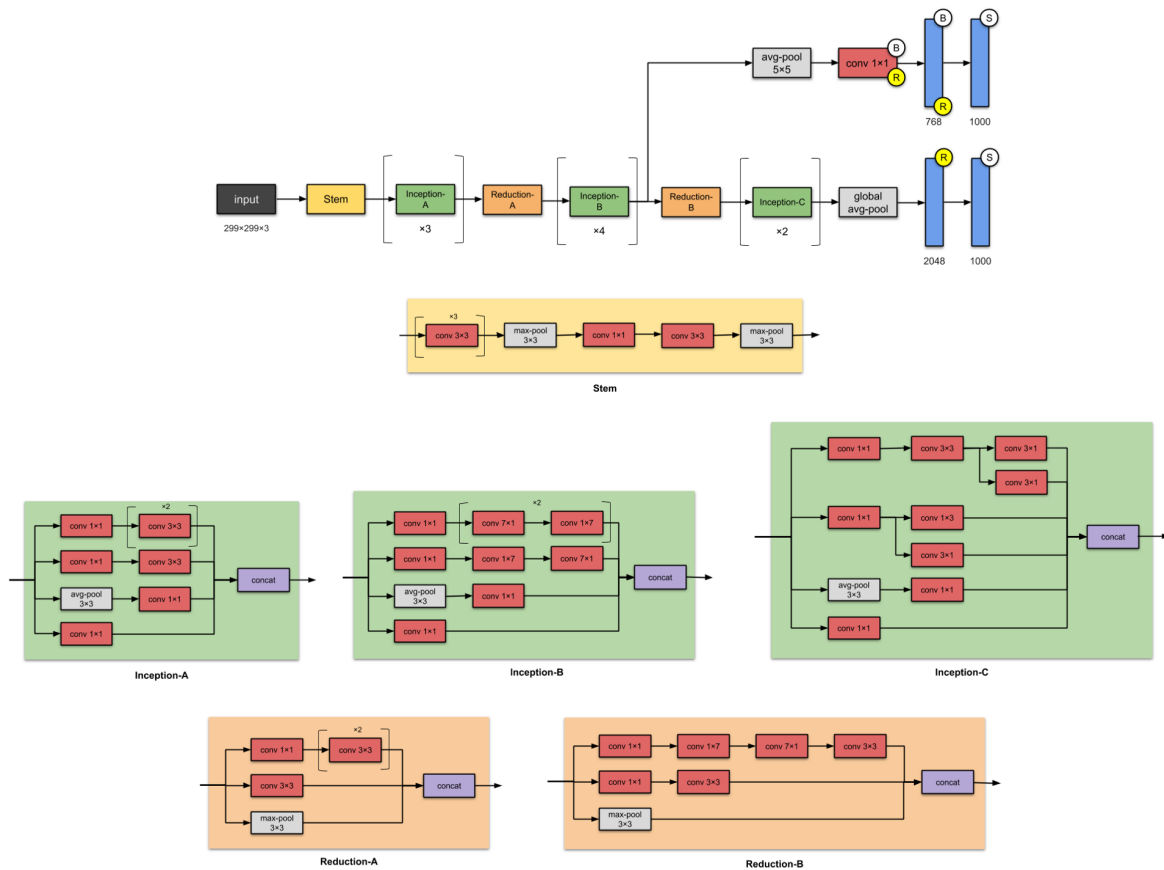 B
S
avg-pool
5×5
conv 1×1
R
R
768
1000
R
S
input
Stem
Inception-
A
Reduction-
A
Inception-
B
Reduction-
B
Inception-C
global
avg-pool
299×299×3
×3
×4
×2
2048
1000
B
×3
conv 3×3
max-pool
3×3
conv 1×1
conv 3×3
max-pool
3×3
Stem
conv 1×1
×2
conv 3×3
conv 1×1
conv 3×3
avg-pool
3×3
conv 1×1
conv 1×1
concat
Inception-A
conv 1×1
×2
conv 7×1
conv 1×7
conv 1×1
conv 1×7
conv 7×1
avg-pool
3×3
conv 1×1
conv 1×1
concat
Inception-B
conv 1×1
conv 3×3
conv 3×1
conv 3×1
conv 1×1
conv 1×3
conv 3×1
avg-pool
3×3
conv 1×1
conv 1×1
concat
Inception-C
conv 1×1
×2
conv 3×3
conv 3×3
max-pool
3×3
concat
Reduction-A
conv 1×1
conv 1×7
conv 7×1
conv 3×3
conv 1×1
conv 3×3
max-pool
3×3
concat
Reduction-B